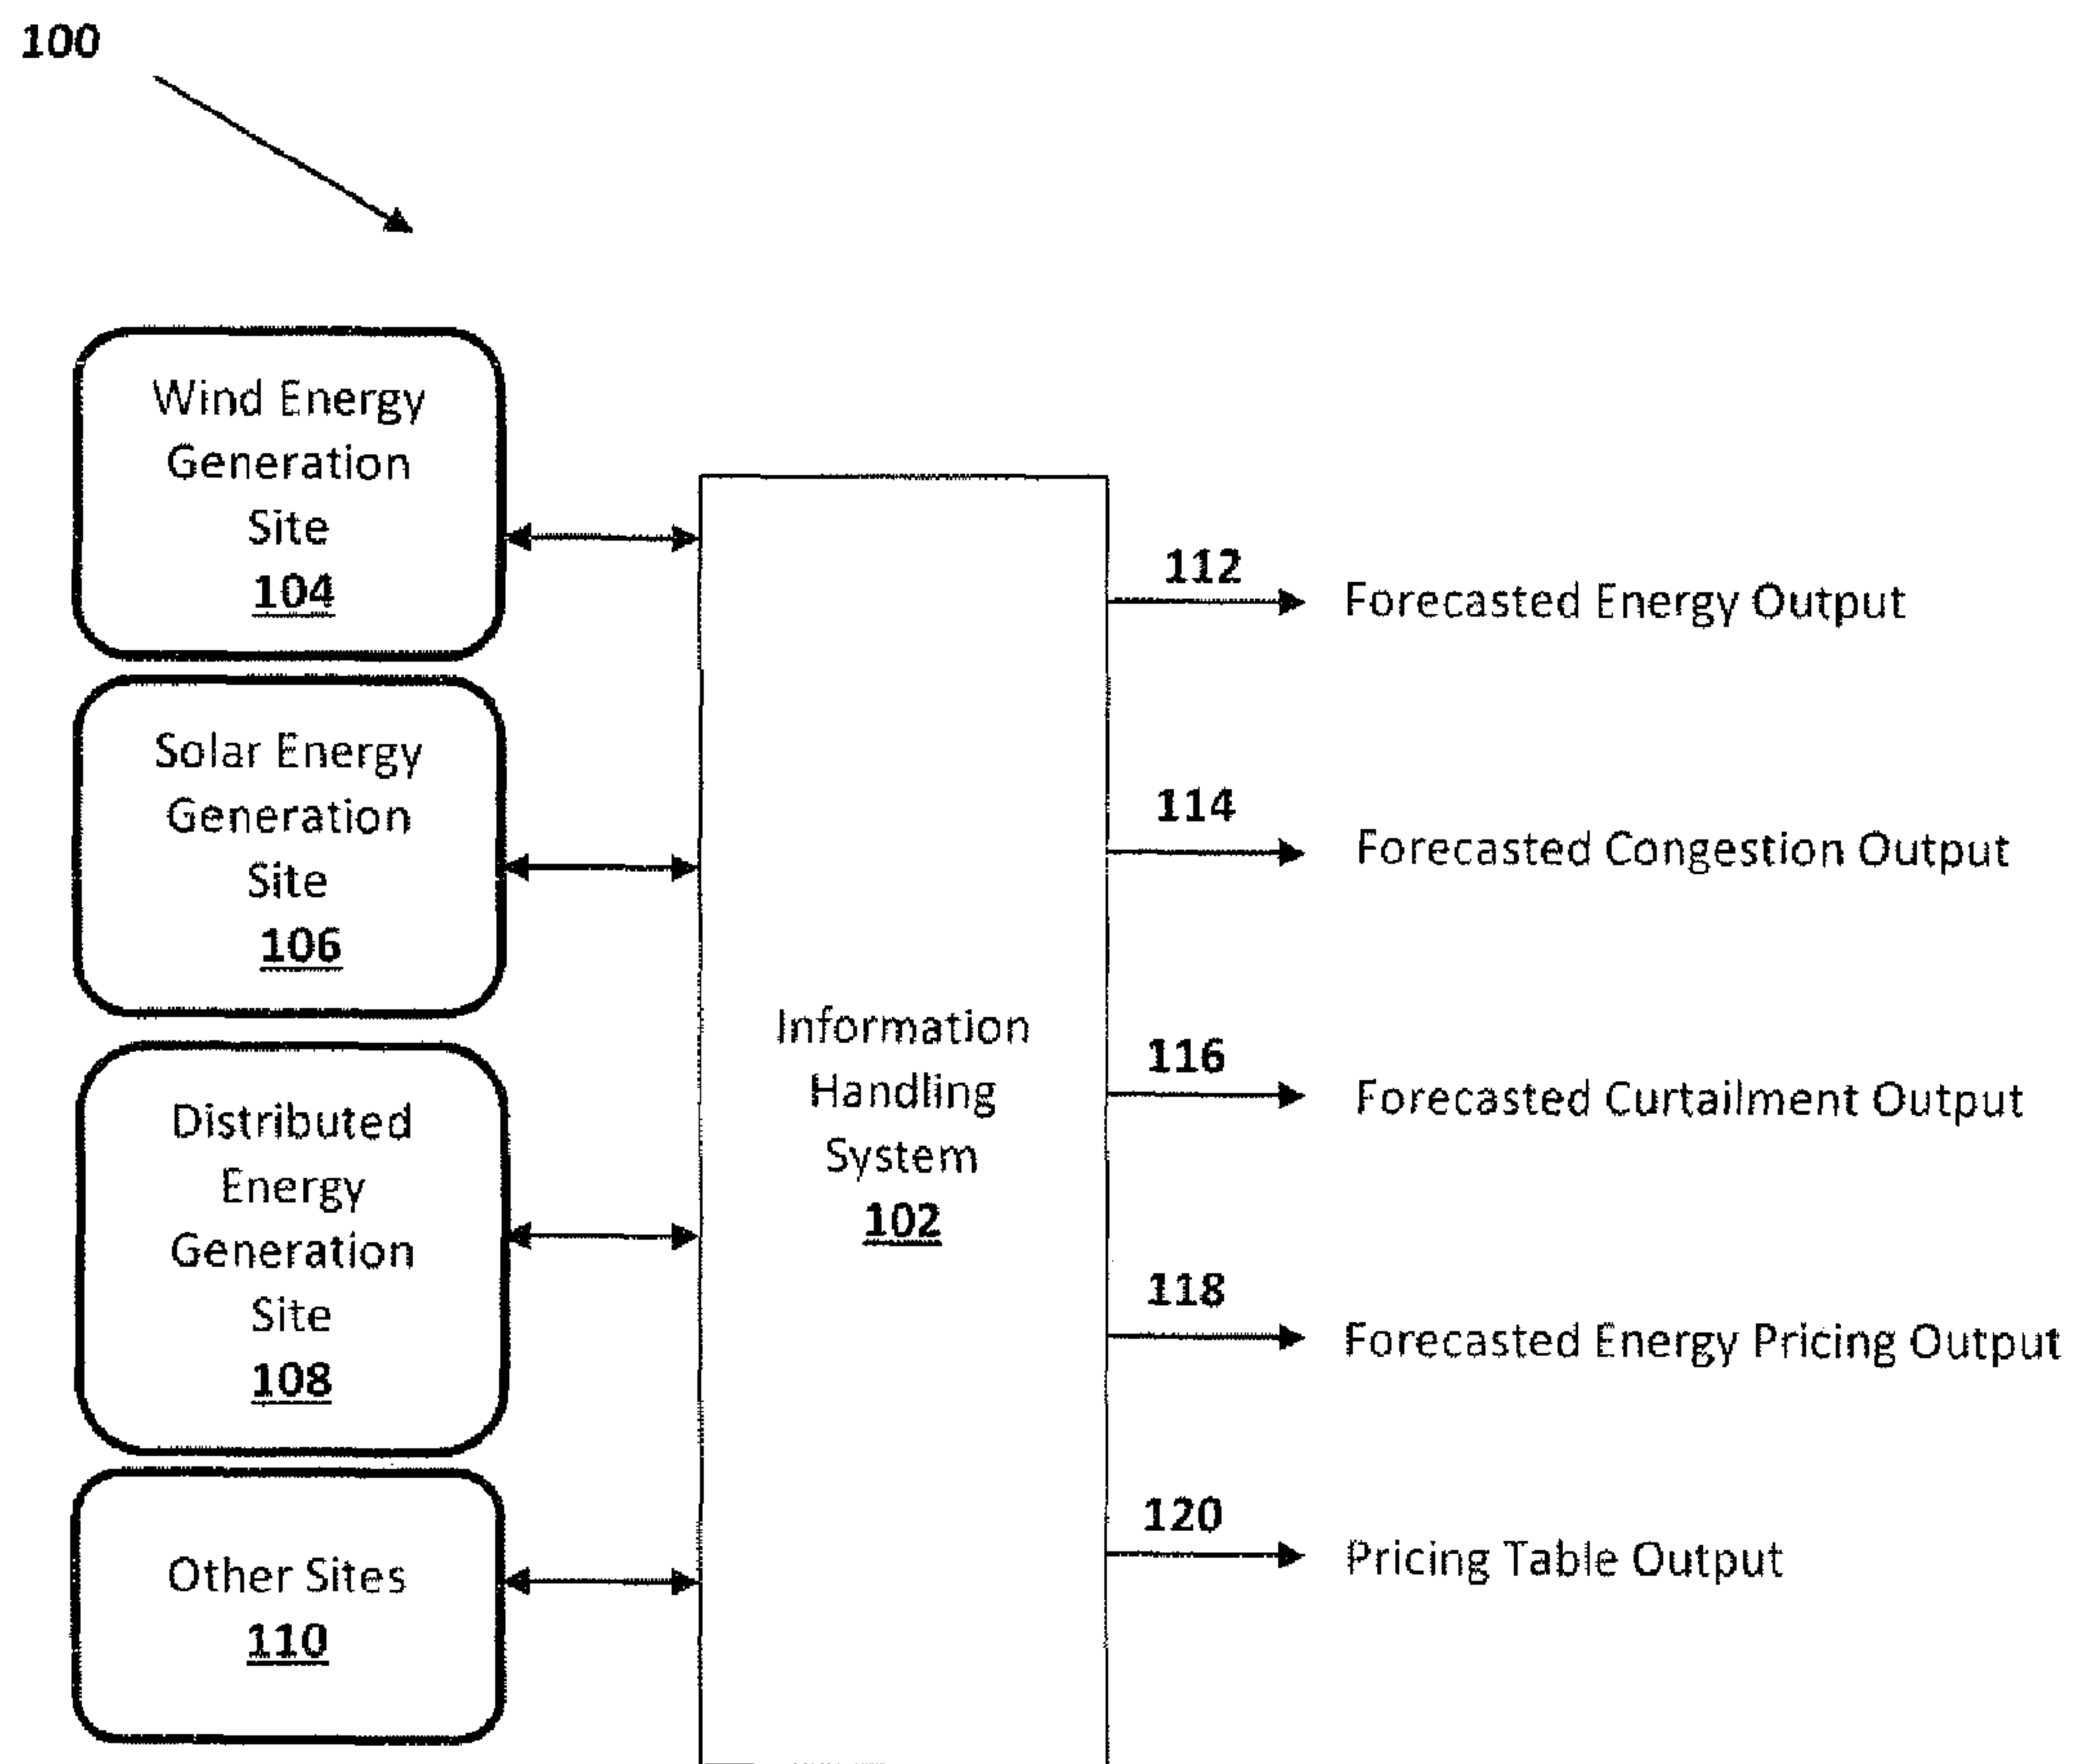 100
Wind Energy
Generation
Site
104
Solar Energy
Generation
Site
106
Distributed
Energy
Generation
Site
108
Other Sites
110
Information
Handling
System
102
112
Forecasted Energy Output
114
Forecasted Congestion Output
116
Forecasted Curtailment Output
118
Forecasted Energy Pricing Output
120
Pricing Table Output